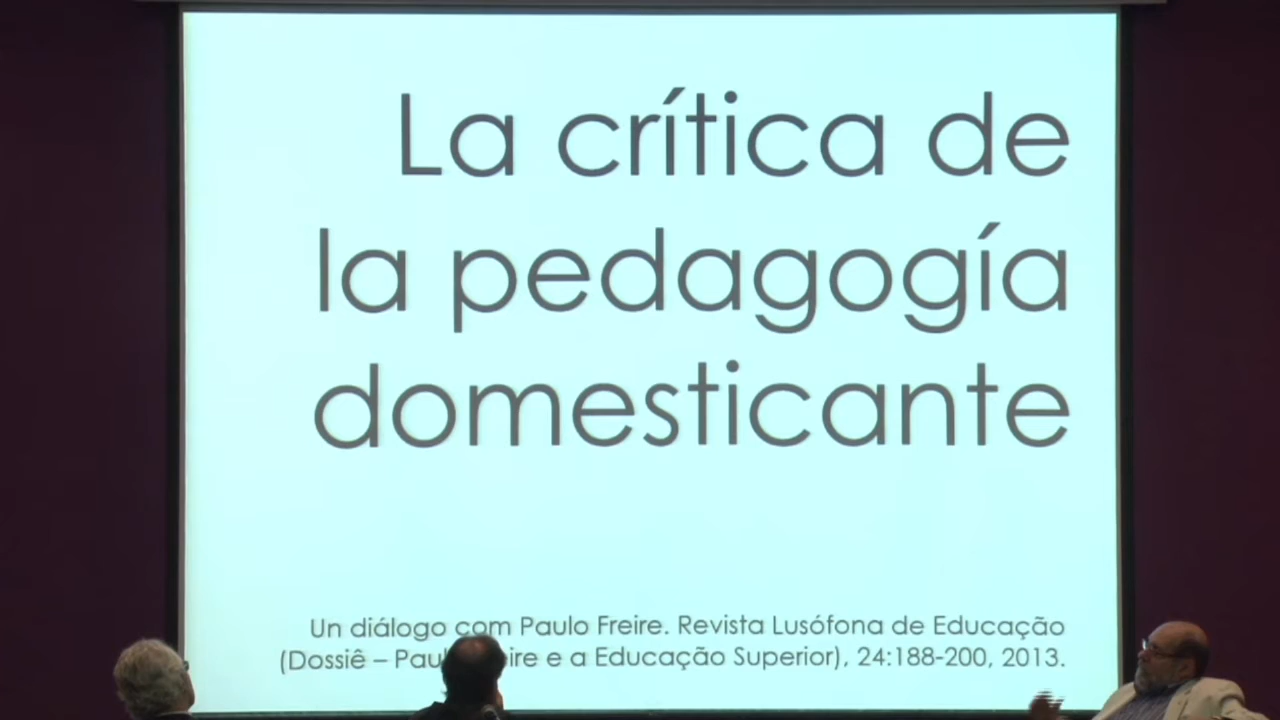 La crítica de
la pedagogía
domesticante
Un diálogo com Paulo Freire. Revista Lusófona de Educação
(Dossiê – e a Educação Superior), 24:188-200, 2013.